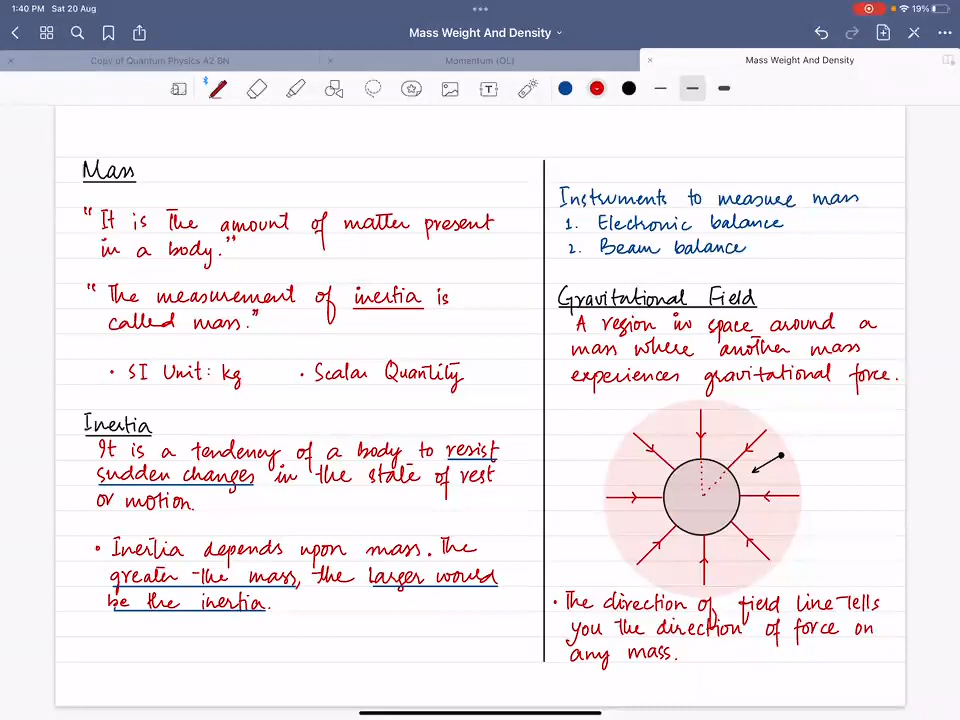 1:40 PM Sat 20 Aug
19%
Mass Weight And Density
Copy of Quantum Physics A2 BN
Momentum (OL)
Mass Weight And Density
Mass
"It is the amount of matter present
in a body."
"The measurement of inertia is
called mass."
• SI Unit: kg • Scalar Quantity
Inertia
It is a tendency of a body to resist
sudden changes in the state of rest
or motion.
• Inertia depends upon mass. The
greater the mass, the larger would
be the inertia.
Instruments to measure mass
1. Electronic balance
2. Beam balance
Gravitational Field
A region in space around a
mass where another mass
experiences gravitational force.
• The direction of field line tells
you the direction of force on
any mass.